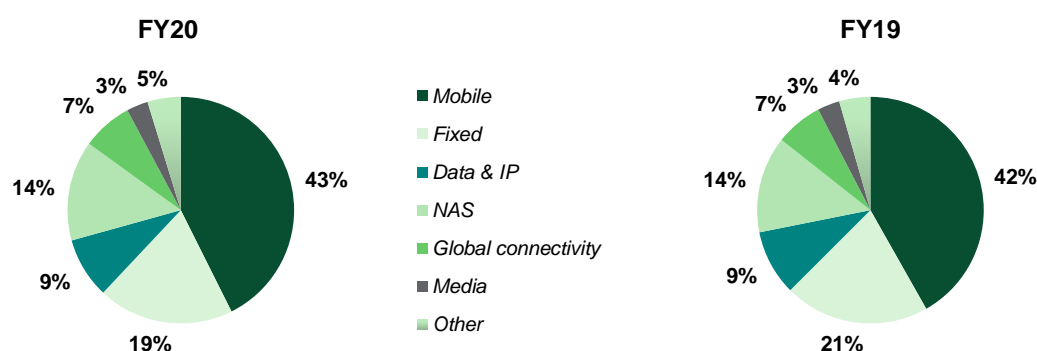 FY20
FY19
3%
5%
7%
14%
43%
9%
19%
Mobile
Fixed
Data & IP
NAS
Global connectivity
Media
Other
3%
4%
7%
14%
42%
9%
21%